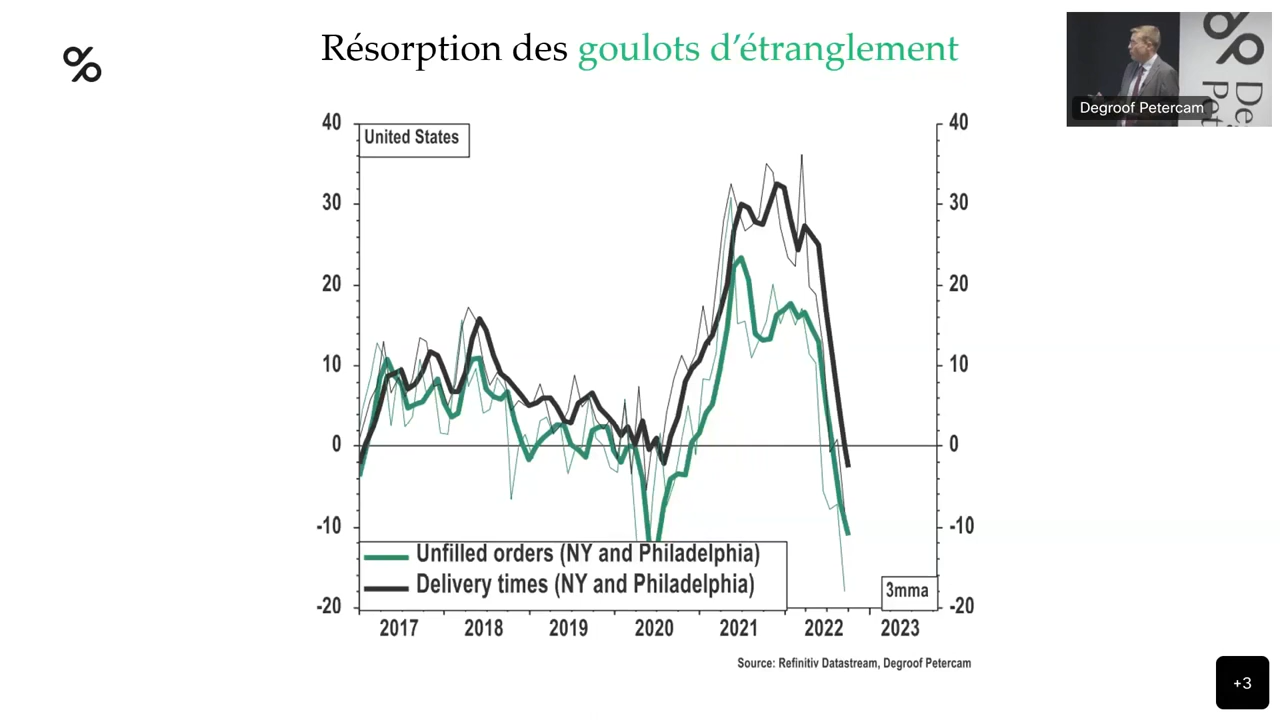 Résorption des goulots d'étranglement
Degroof Petercam
De
Pet
United States
40
30
20
10
0
-10
-20
40
30
20
10
0
-10
-20
Unfilled orders (NY and Philadelphia)
Delivery times (NY and Philadelphia)
3mma
2017 2018 2019 2020 2021 2022 2023
Source: Refinitiv Datastream, Degroof Petercam
+3